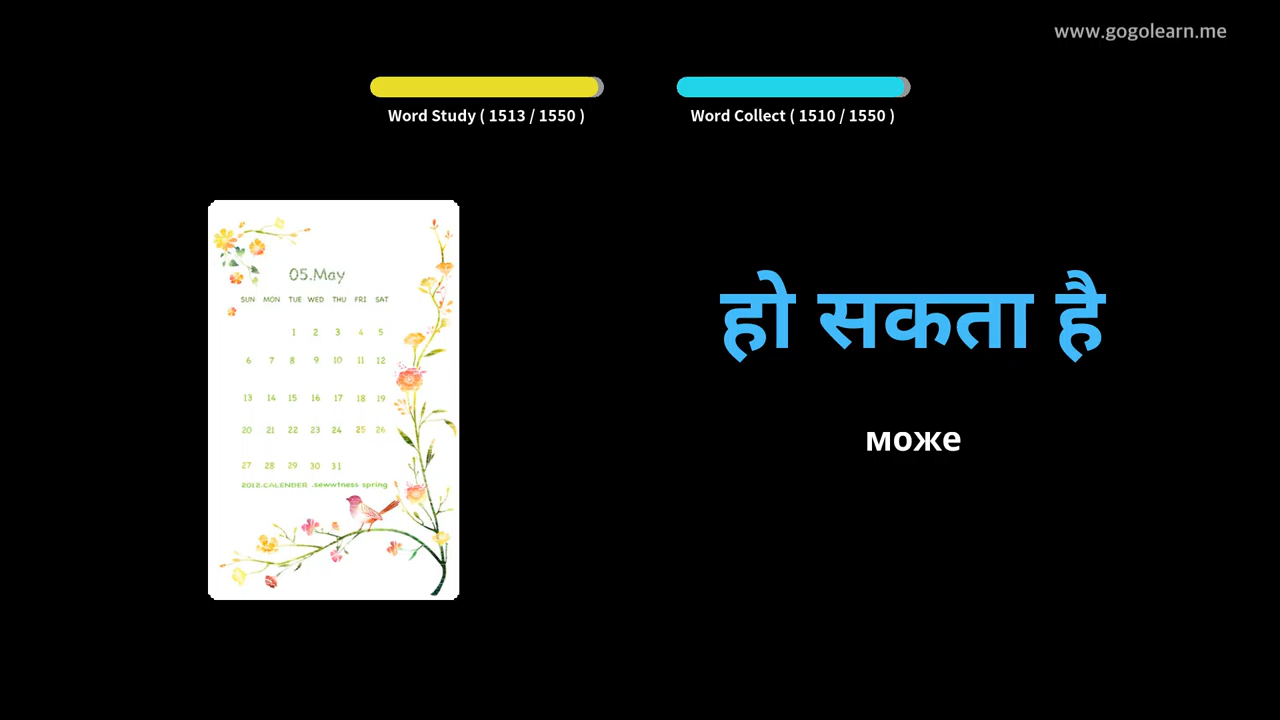 www.gogolearn.me
Word Study ( 1513 / 1550 )
Word Collect ( 1510 / 1550 )
05.May
SUN MON TUE WED THU FRI SAT
1 2 3 4 5
6 7 8 9 10 11 12
13 14 15 16 17 18 19
20 21 22 23 24 25 26
27 28 29 30 31
2012.CALENDER .sewwtness spring
हो सकता है
може